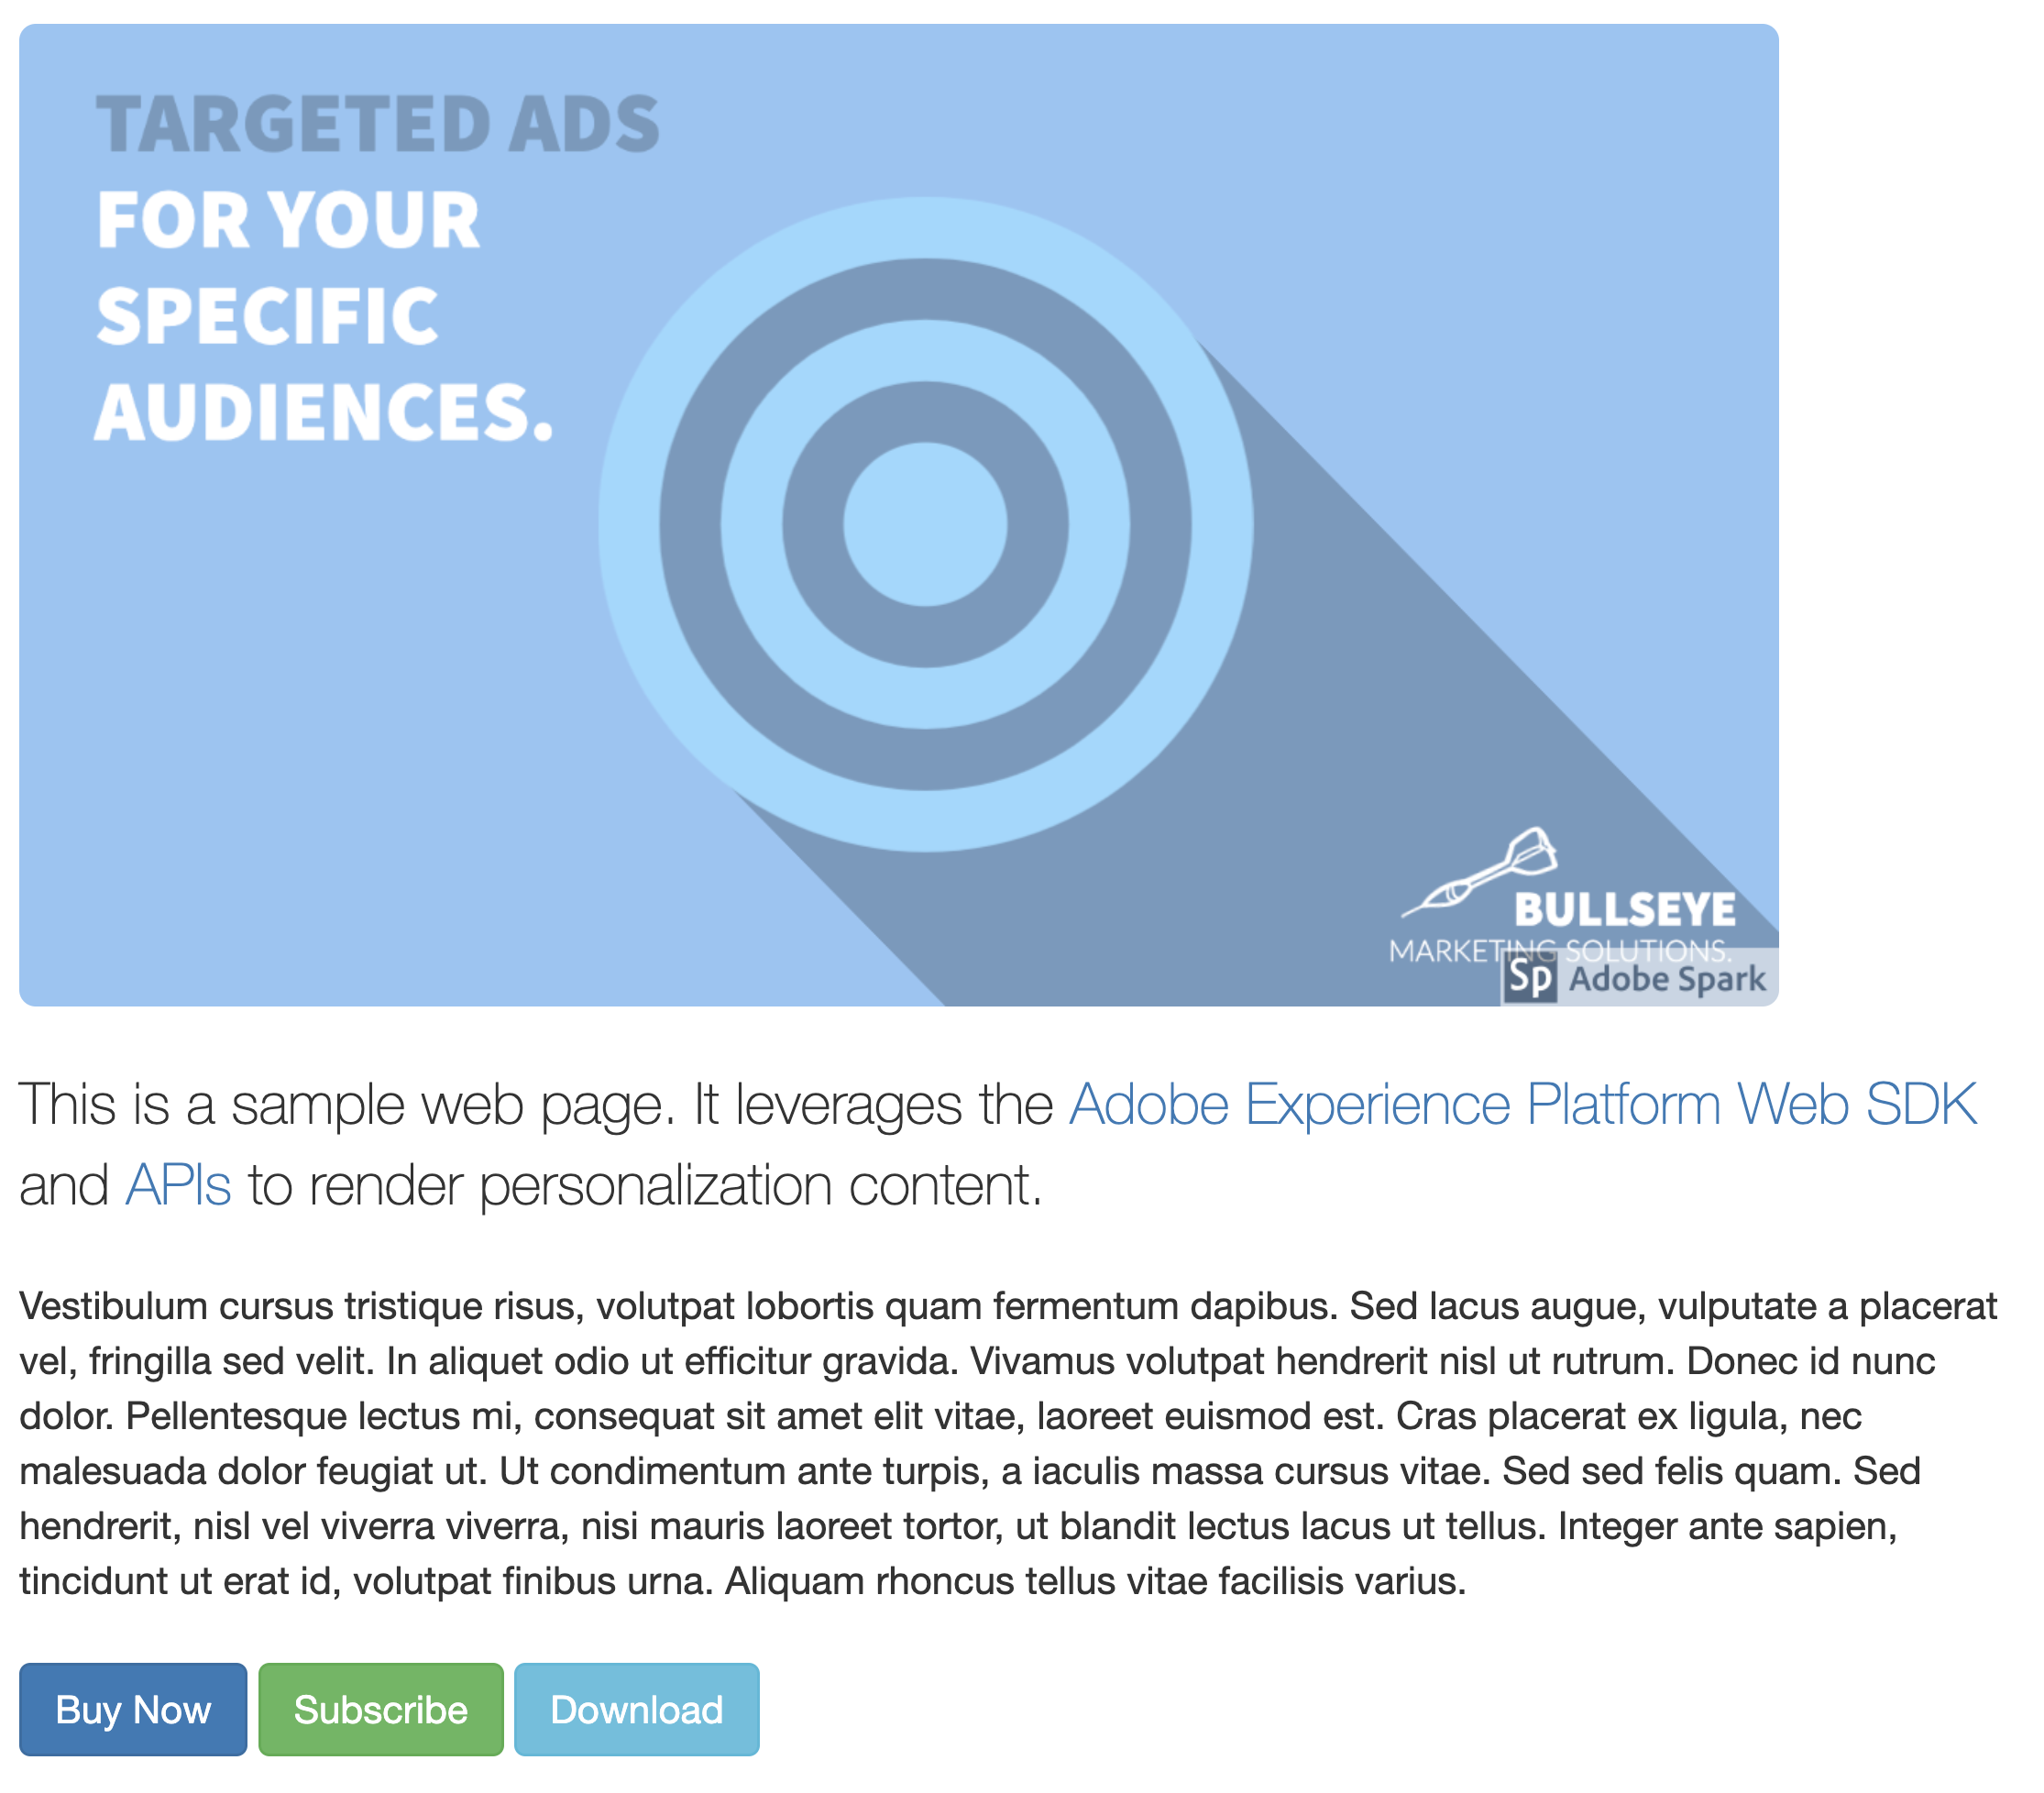 TARGETED ADS
FOR YOUR
SPECIFIC
AUDIENCES.
BULLSEYE
MARKETING SOLUTIONS.
Sp Adobe Spark
This is a sample web page. It leverages the Adobe Experience Platform Web SDK
and APIs to render personalization content.
Vestibulum cursus tristique risus, volutpat lobortis quam fermentum dapibus. Sed lacus augue, vulputate a placerat
vel, fringilla sed velit. In aliquet odio ut efficitur gravida. Vivamus volutpat hendrerit nisl ut rutrum. Donec id nunc
dolor. Pellentesque lectus mi, consequat sit amet elit vitae, laoreet euismod est. Cras placerat ex ligula, nec
malesuada dolor feugiat ut. Ut condimentum ante turpis, a iaculis massa cursus vitae. Sed sed felis quam. Sed
hendrerit, nisl vel viverra viverra, nisi mauris laoreet tortor, ut blandit lectus lacus ut tellus. Integer ante sapien,
tincidunt ut erat id, volutpat finibus urna. Aliquam rhoncus tellus vitae facilisis varius.
Buy Now Subscribe Download